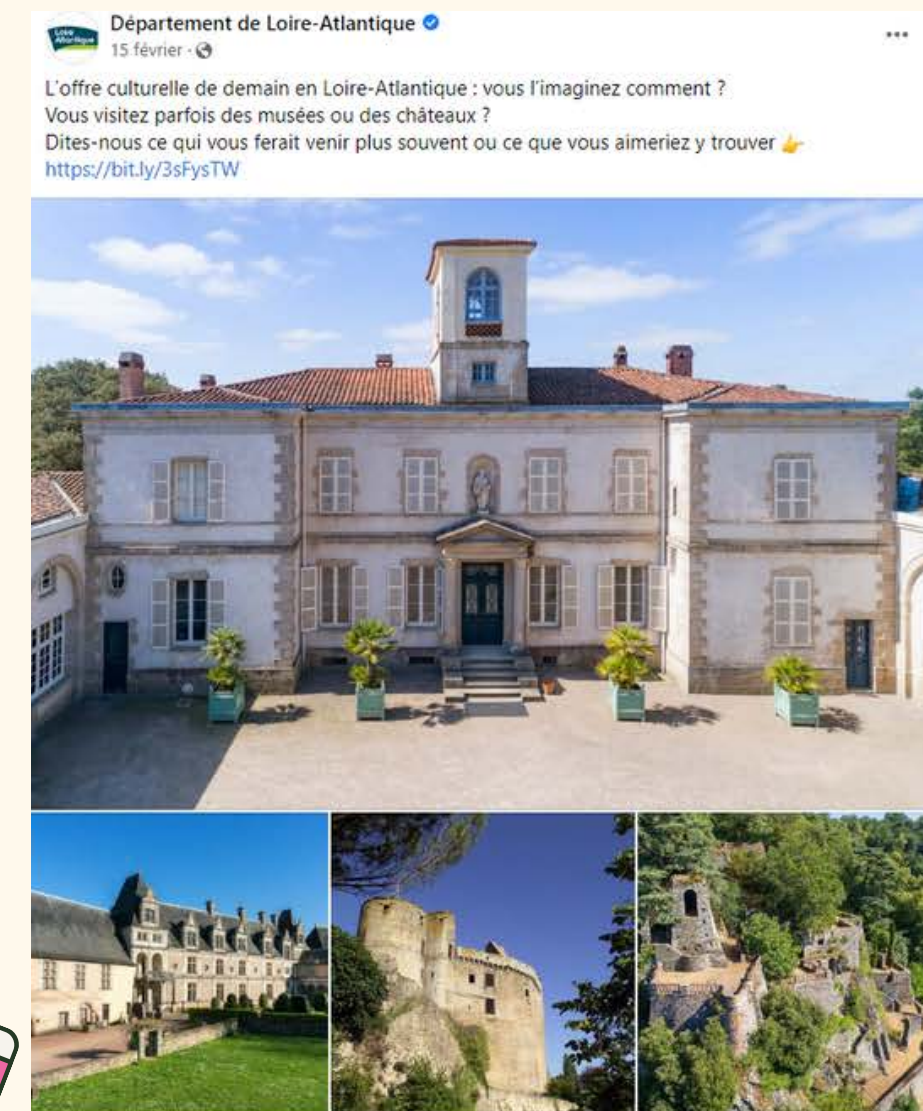 Loire
Atlantique
Département de Loire-Atlantique
15 février ·
L'offre culturelle de demain en Loire-Atlantique : vous l'imaginez comment ?
Vous visitez parfois des musées ou des châteaux ?
Dites-nous ce qui vous ferait venir plus souvent ou ce que vous aimeriez y trouver 👉
https://bit.ly/3sFysTW